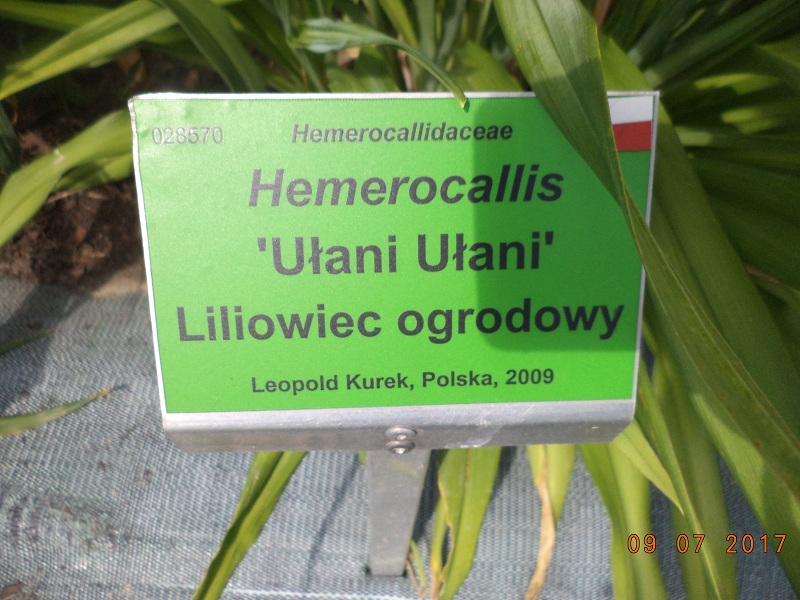 028570 Hemerocallidaceae
Hemerocallis
'Ułani Ułani'
Liliowiec ogrodowy
Leopold Kurek, Polska, 2009
09 07 2017